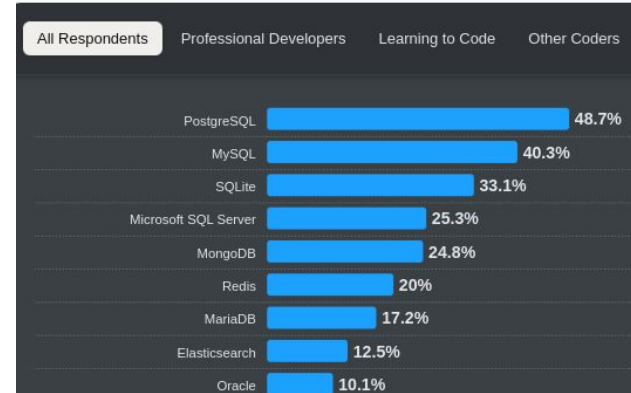 All Respondents Professional Developers Learning to Code Other Coders
PostgreSQL 48.7%
MySQL 40.3%
SQLite 33.1%
Microsoft SQL Server 25.3%
MongoDB 24.8%
Redis 20%
MariaDB 17.2%
Elasticsearch 12.5%
Oracle 10.1%